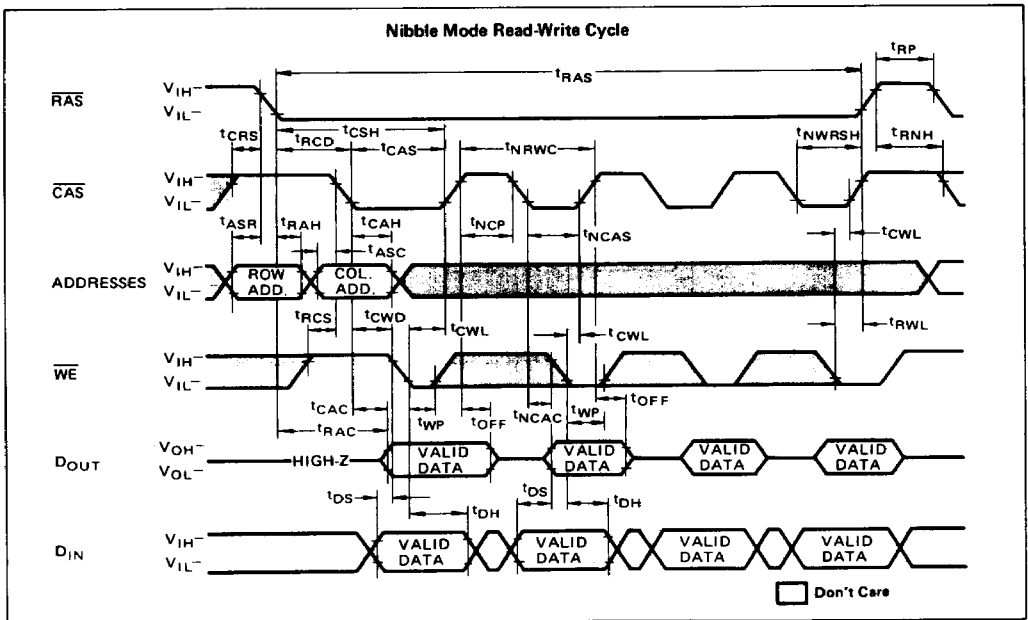 Nibble Mode Read-Write Cycle
tRP
tRAS
RAS VIH–
VIL–
tCRS tRCD tCSH tCAS tNRWC tNWRSH tRNH
CAS VIH–
VIL–
tASR tRAH tCAH tNCP tNCAS tCWL
tASC
ADDRESSES VIH–
VIL–
ROW ADD.
COL. ADD.
tRCS tCWD tCWL tCWL tRWL
WE VIH–
VIL–
tCAC tWP tOFF tNCAC tWP tOFF
tRAC
DOUT VOH–
VOL–
HIGH-Z
VALID DATA
VALID DATA
VALID DATA
VALID DATA
tDS tDH tDS tDH
DIN VIH–
VIL–
VALID DATA
VALID DATA
VALID DATA
VALID DATA
Don't Care